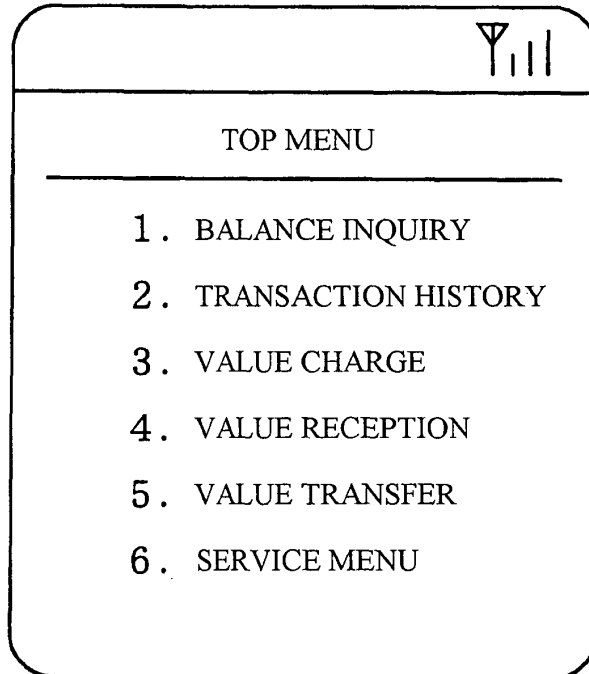 TOP MENU
1. BALANCE INQUIRY
2. TRANSACTION HISTORY
3. VALUE CHARGE
4. VALUE RECEPTION
5. VALUE TRANSFER
6. SERVICE MENU